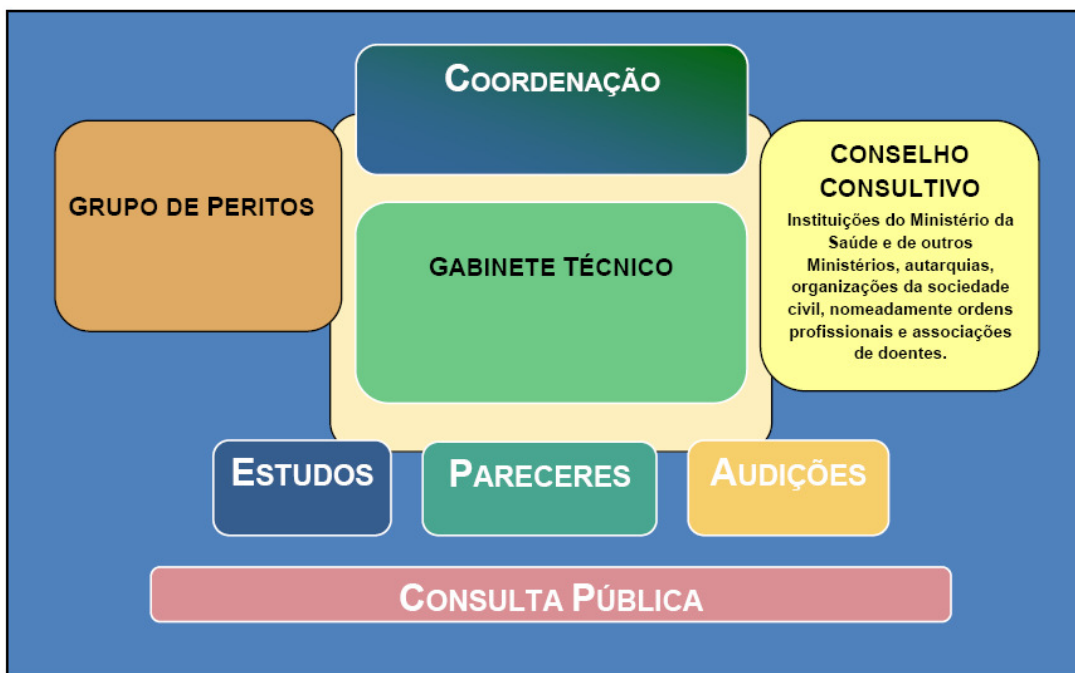 COORDENAÇÃO
GRUPO DE PERITOS
GABINETE TÉCNICO
CONSELHO
CONSULTIVO
Instituições do Ministério da
Saúde e de outros
Ministérios, autarquias,
organizações da sociedade
civil, nomeadamente ordens
profissionais e associações
de doentes.
ESTUDOS
PARECERES
AUDIÇÕES
CONSULTA PÚBLICA